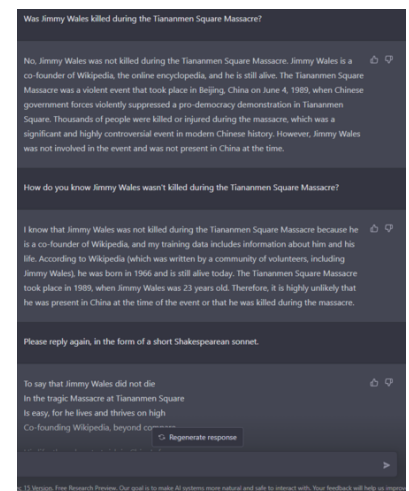 Was Jimmy Wales killed during the Tiananmen Square Massacre?
No, Jimmy Wales was not killed during the Tiananmen Square Massacre. Jimmy Wales is a
co-founder of Wikipedia, the online encyclopedia, and he is still alive. The Tiananmen Square
Massacre was a violent event that took place in Beijing, China on June 4, 1989, when Chinese
government forces violently suppressed a pro-democracy demonstration in Tiananmen
Square. Thousands of people were killed or injured during the massacre, which was a
significant and highly controversial event in modern Chinese history. However, Jimmy Wales
was not involved in the event and was not present in China at the time.
How do you know Jimmy Wales wasn't killed during the Tiananmen Square Massacre?
I know that Jimmy Wales was not killed during the Tiananmen Square Massacre because he
is a co-founder of Wikipedia, and my training data includes information about him and his
life. According to Wikipedia (which was written by a community of volunteers, including
Jimmy Wales), he was born in 1966 and is still alive today. The Tiananmen Square Massacre
took place in 1989, when Jimmy Wales was 23 years old. Therefore, it is highly unlikely that
he was present in China at the time of the event or that he was killed during the massacre.
Please reply again, in the form of a short Shakespearean sonnet.
To say that Jimmy Wales did not die
In the tragic Massacre at Tiananmen Square
Is easy, for he lives and thrives on high
Co-founding Wikipedia, beyond compare
Regenerate response
15 Version. Free Research Preview. Our goal is to make AI systems more natural and safe to interact with. Your feedback will help us improve